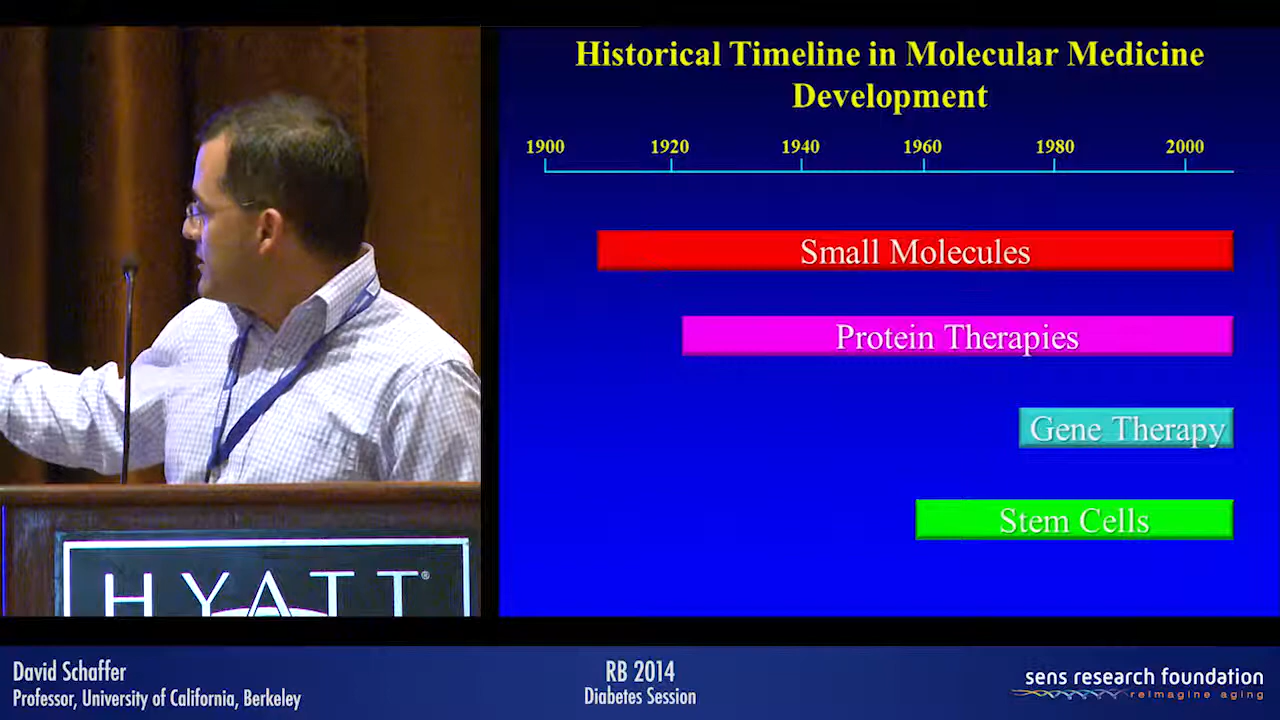 Historical Timeline in Molecular Medicine
Development
1900 1920 1940 1960 1980 2000
Small Molecules
Protein Therapies
Gene Therapy
Stem Cells
HYATT®
David Schaffer
Professor, University of California, Berkeley
RB 2014
Diabetes Session
sens research foundation
reimagine aging